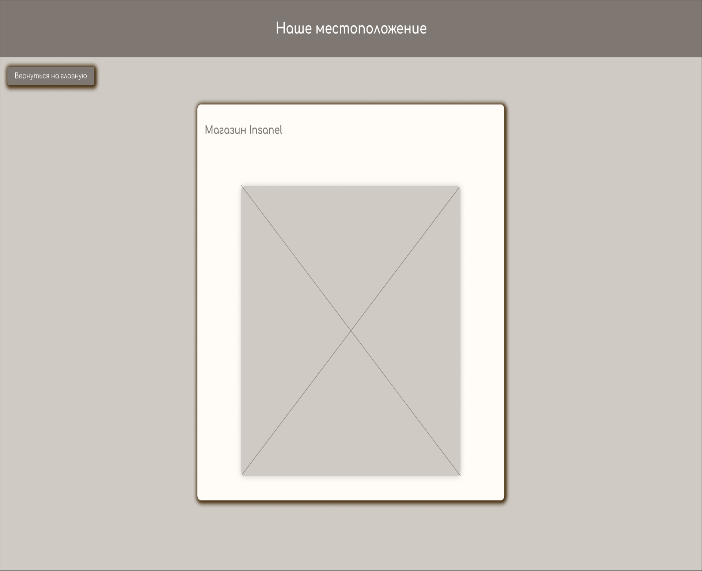 Наше местоположение
Вернуться на главную
Магазин Insanel